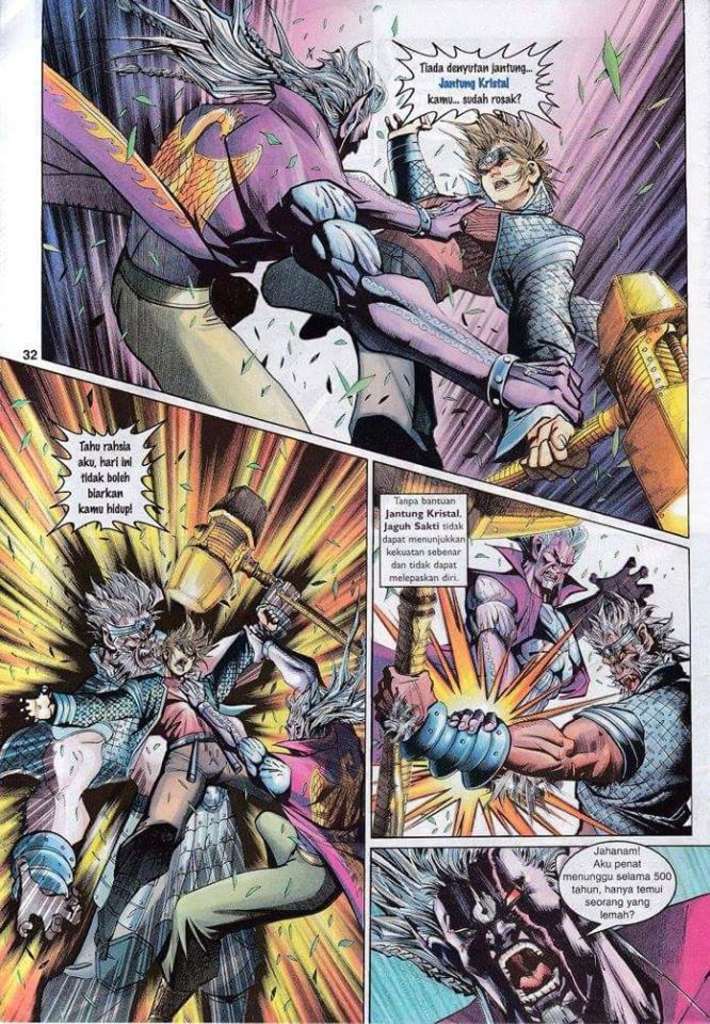 Tiada denyutan jantung...
Jantung Kristal
kamu... sudah rosak?
32
Tahu rahsia
aku, hari ini
tidak boleh
biarkan
kamu hidup!
Tanpa bantuan
Jantung Kristal,
Jaguh Sakti tidak
dapat menunjukkan
kekuatan sebenar
dan tidak dapat
melepaskan diri.
Jahanam!
Aku penat
menunggu selama 500
tahun, hanya temui
seorang yang
lemah?